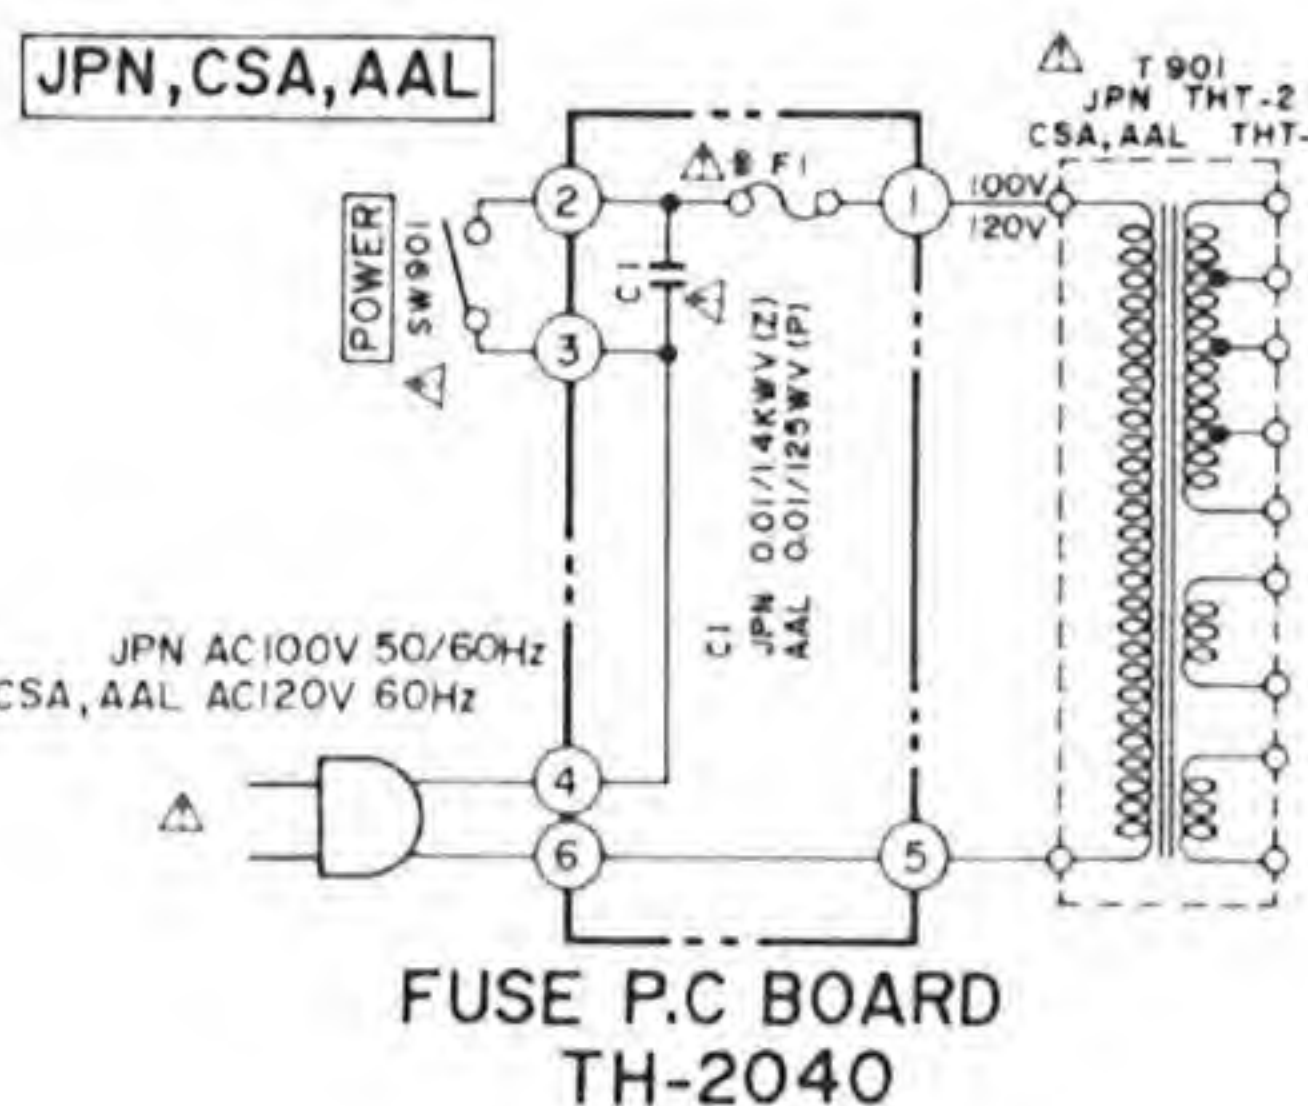 JPN,CSA,AAL
T901
JPN THT-2
CSA,AAL THT-
POWER
SW901
2
3
C1
F1
1
100V
120V
C1
JPN 0.01/1.4KWV(Z)
AAL 0.01/125WV(P)
JPN AC100V 50/60Hz
CSA,AAL AC120V 60Hz
4
6
5
FUSE P.C BOARD
TH-2040